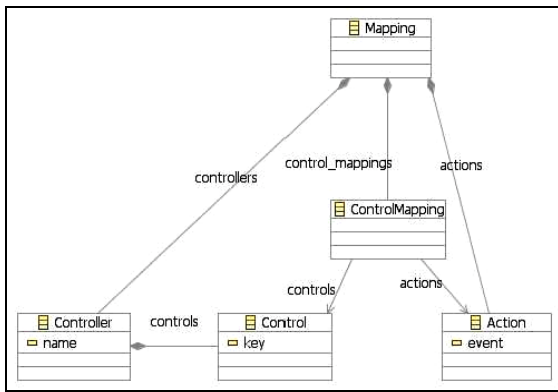 Mapping
controllers
control_mappings
actions
ControlMapping
controls
actions
Controller
name
controls
Control
key
Action
event